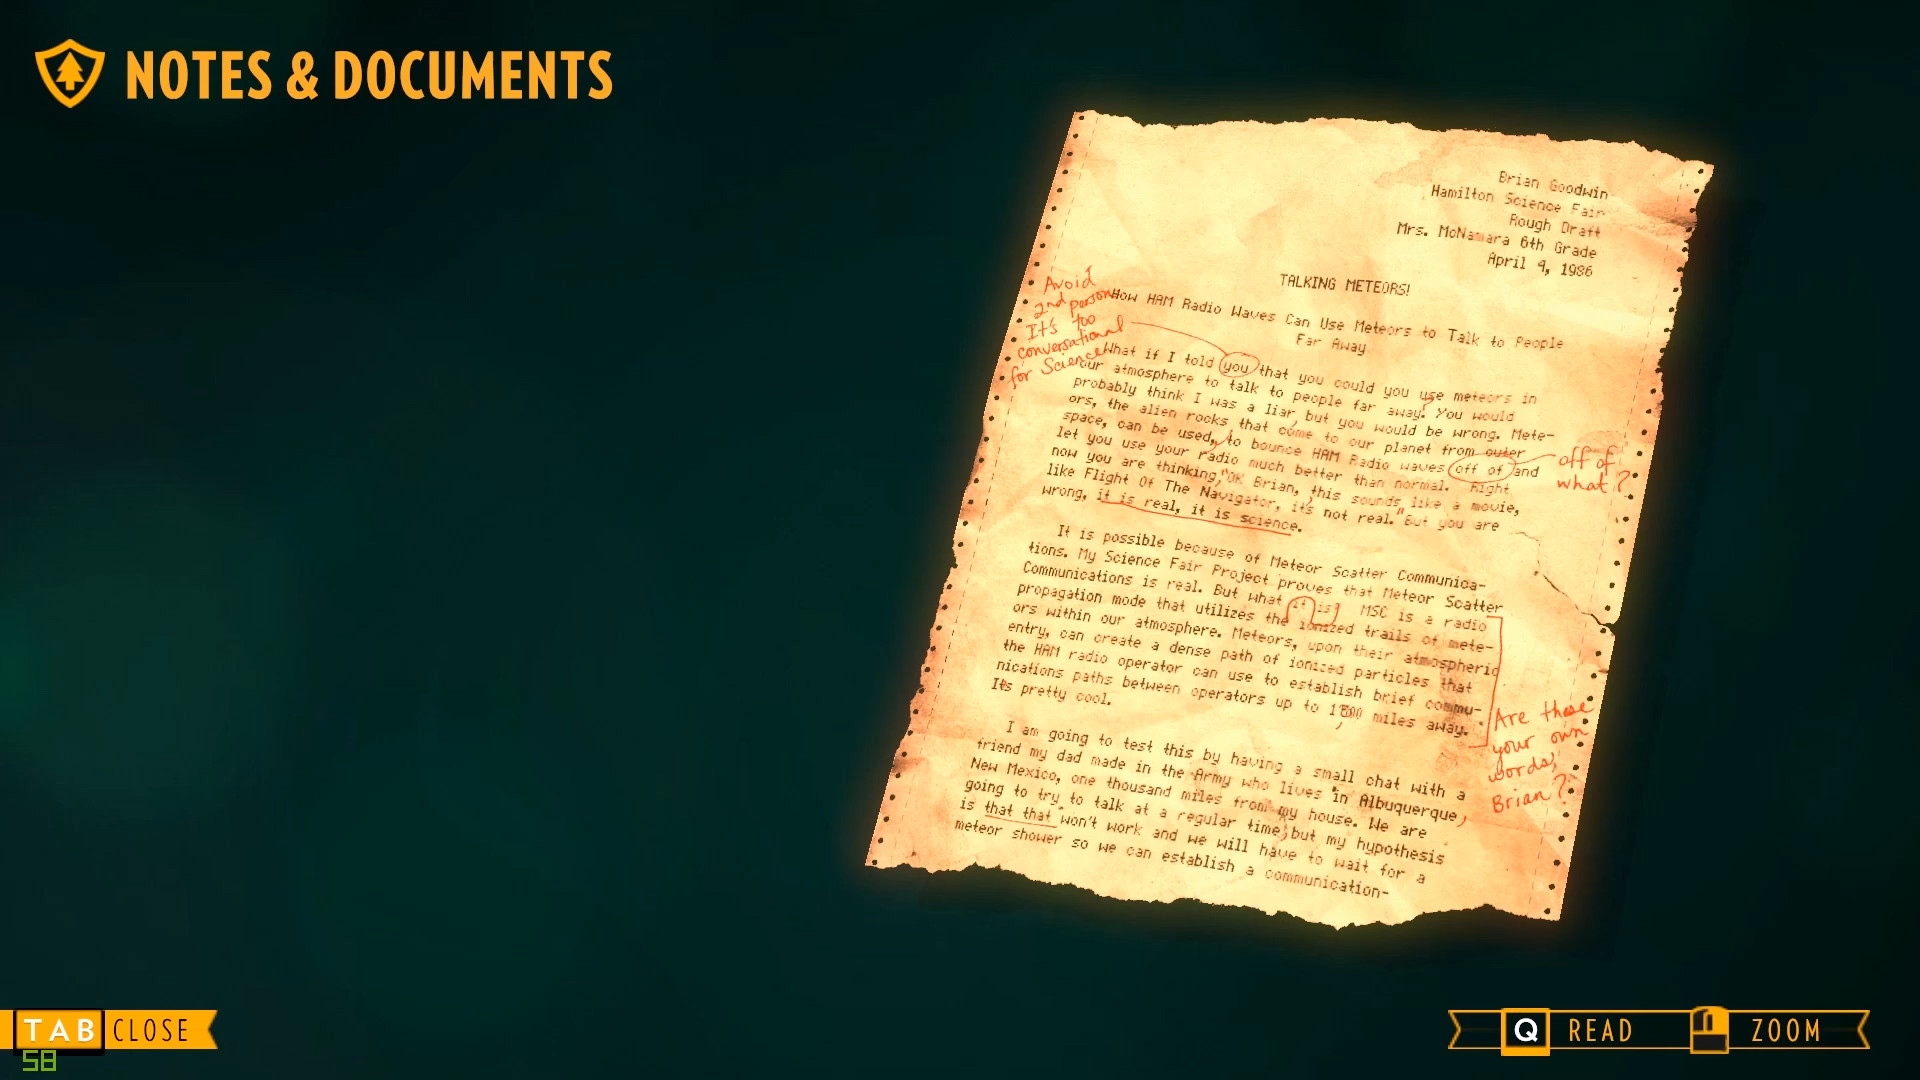 NOTES & DOCUMENTS
Brian Goodwin
Hamilton Science Fair
Rough Draft
Mrs. McNamara 6th Grade
April 9, 1986
TALKING METEORS!
How HAM Radio Waves Can Use Meteors to Talk to People
Far Away
Avoid
2nd person
It's too
conversational
for Science
What if I told you that you could you use meteors in
our atmosphere to talk to people far away? You would
probably think I was a liar, but you would be wrong. Mete-
ors, the alien rocks that come to our planet from outer
space, can be used, to bounce HAM Radio waves off of and
let you use your radio much better than normal. Right
now you are thinking, "OK Brian, this sounds like a movie,
like Flight Of The Navigator, it's not real." But you are
wrong, it is real, it is science.
off of
what?
It is possible because of Meteor Scatter Communica-
tions. My Science Fair Project proves that Meteor Scatter
Communications is real. But what it is? MSC is a radio
propagation mode that utilizes the ionized trails of mete-
ors within our atmosphere. Meteors, upon their atmospheric
entry, can create a dense path of ionized particles that
the HAM radio operator can use to establish brief commu-
nications paths between operators up to miles away.
It's pretty cool.
Are these
your own
words,
Brian?
I am going to test this by having a small chat with a
friend my dad made in the Army who lives in Albuquerque,
New Mexico, one thousand miles from my house. We are
going to try to talk at a regular time, but my hypothesis
is that that won't work and we will have to wait for a
meteor shower so we can establish a communication-
TAB CLOSE
58
Q READ ZOOM